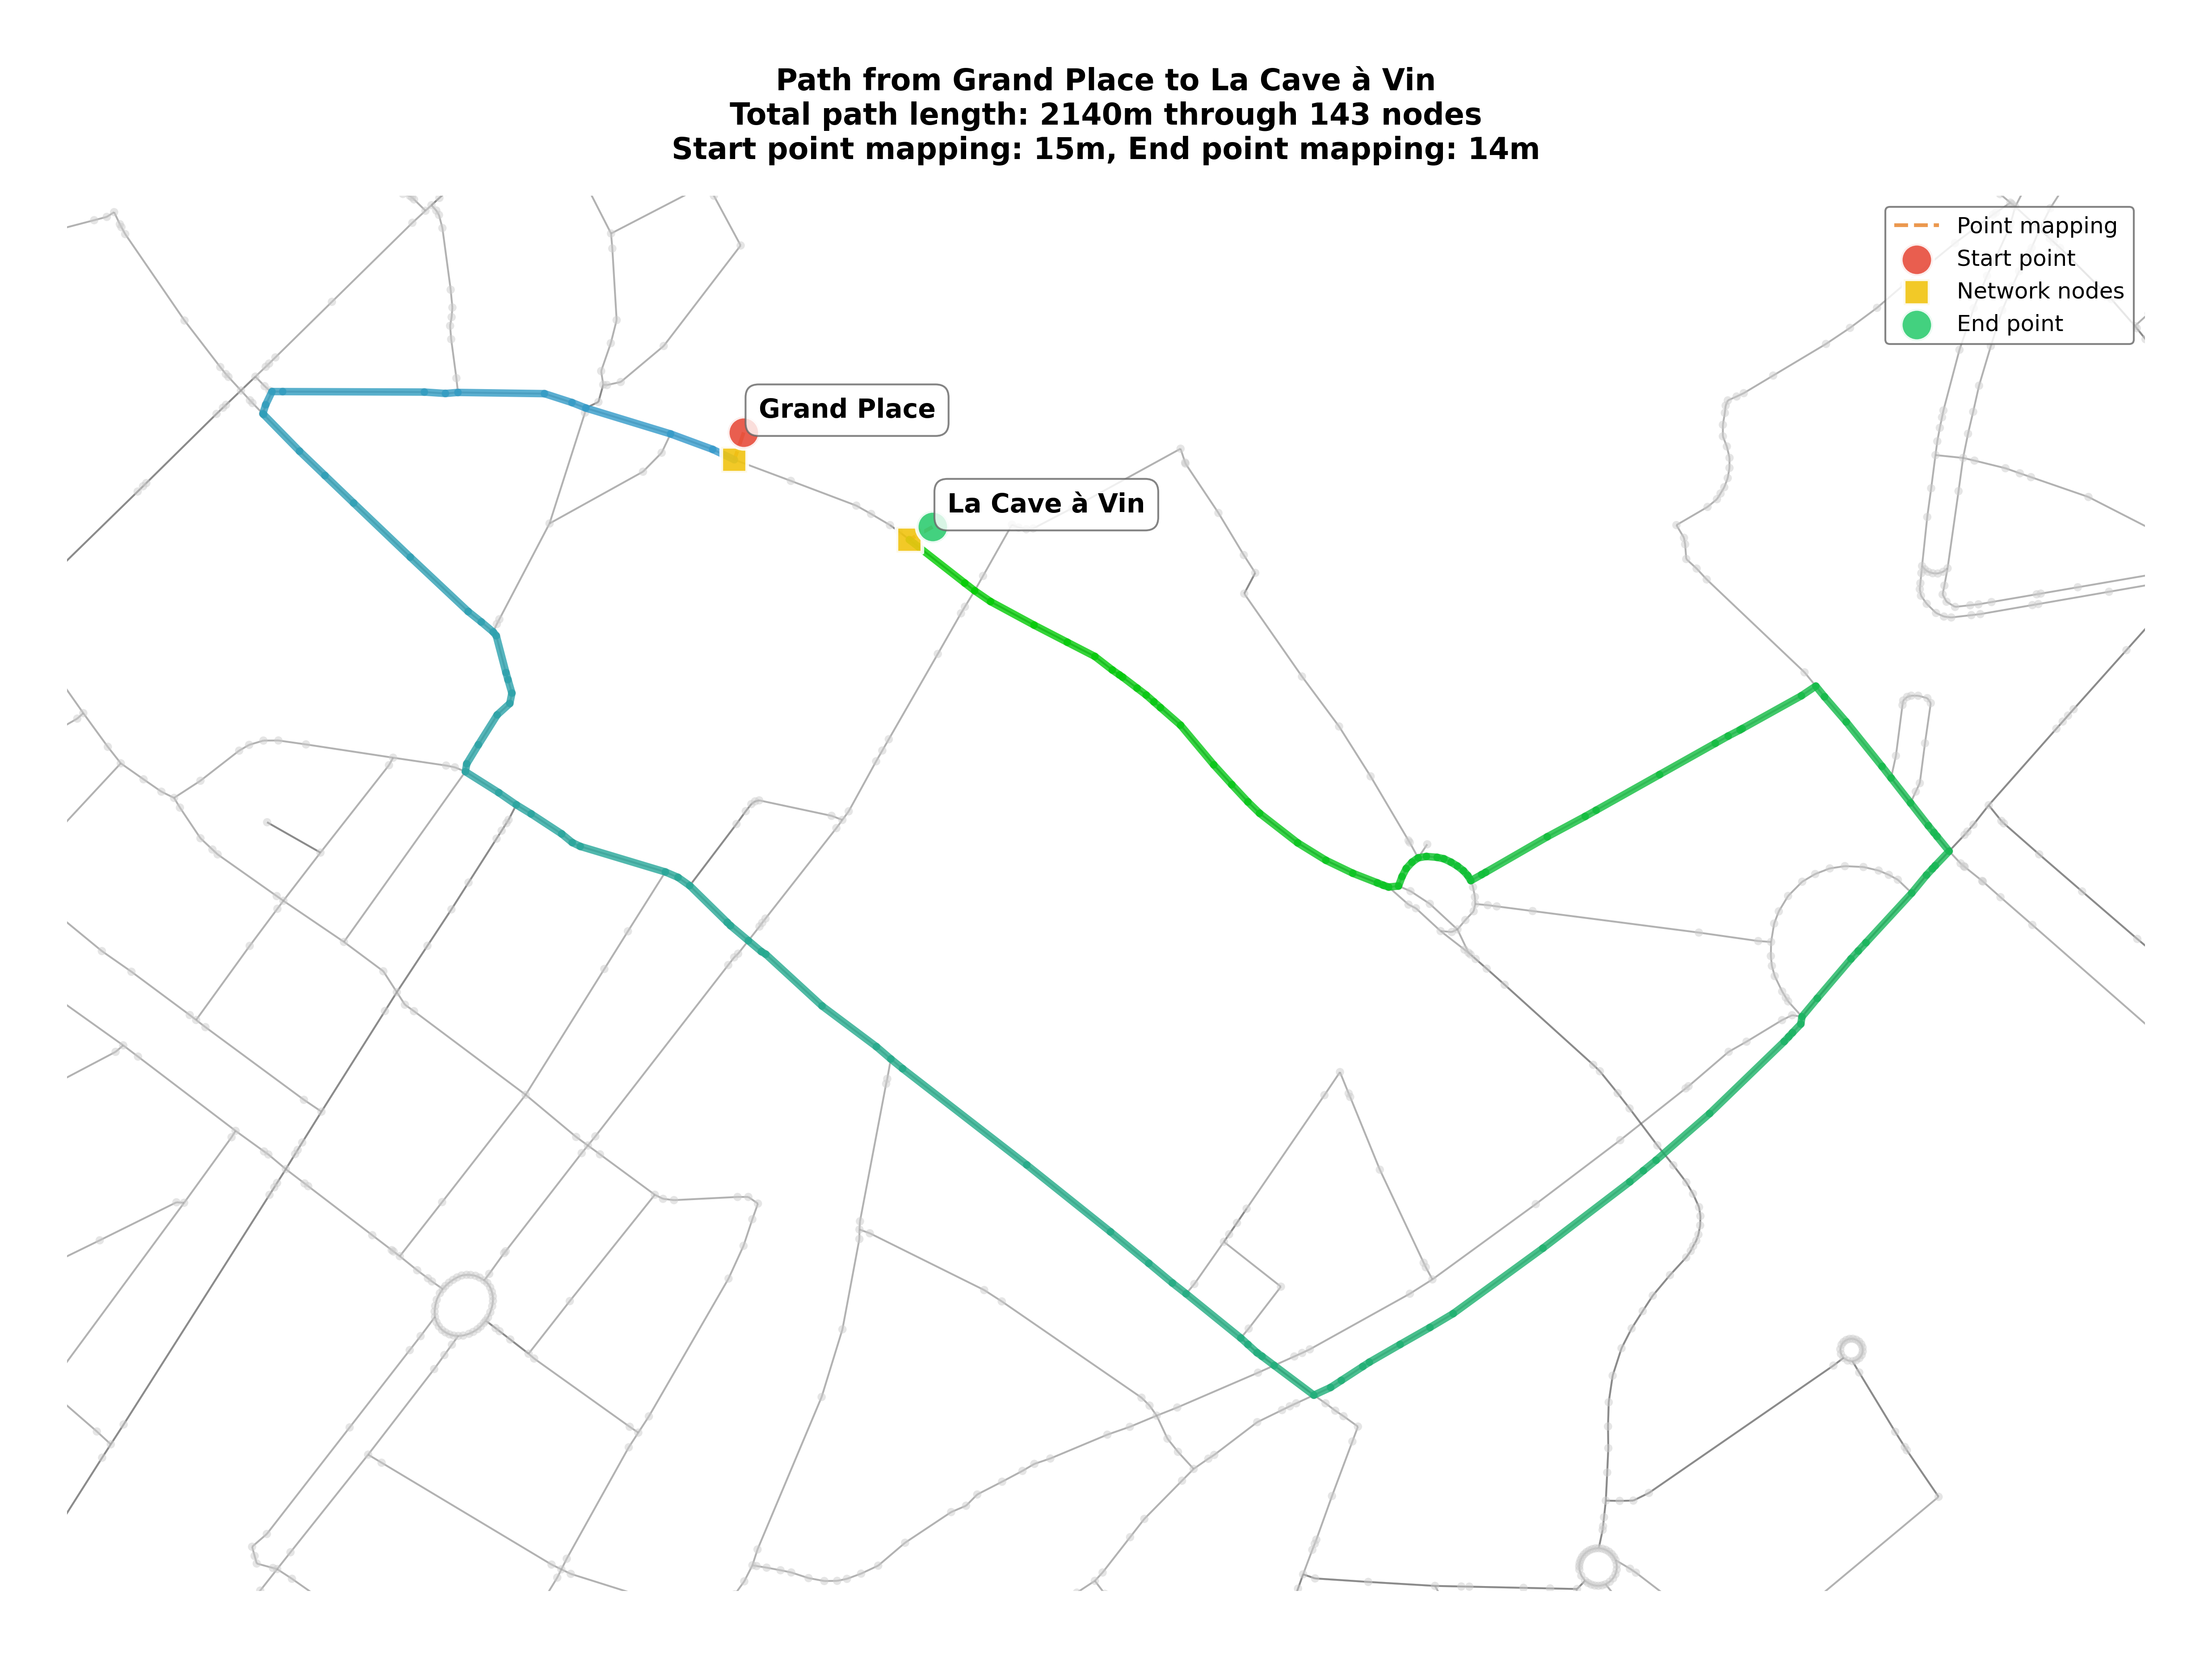 Path from Grand Place to La Cave à Vin
Total path length: 2140m through 143 nodes
Start point mapping: 15m, End point mapping: 14m
Point mapping
Start point
Network nodes
End point
Grand Place
La Cave à Vin